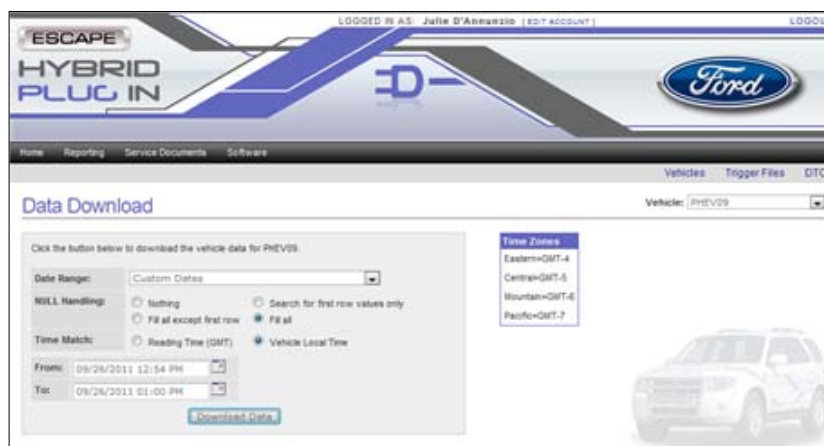 LOGGED IN AS: Julie D'Annunzio [EDIT ACCOUNT]
LOGOU
ESCAPE
HYBRID
PLUG IN
Ford
Home Reporting Service Documents Software
Vehicles Trigger Files DTC
Data Download
Vehicle: PHEV09
Click the button below to download the vehicle data for PHEV09.
Date Range: Custom Dates
NULL Handling: Nothing Search for first row values only
Fill all except first row Fill all
Time Match: Reading Time (GMT) Vehicle Local Time
From: 09/26/2011 12:54 PM
To: 09/26/2011 01:00 PM
Download Data
Time Zones
Eastern=GMT-4
Central=GMT-5
Mountain=GMT-6
Pacific=GMT-7